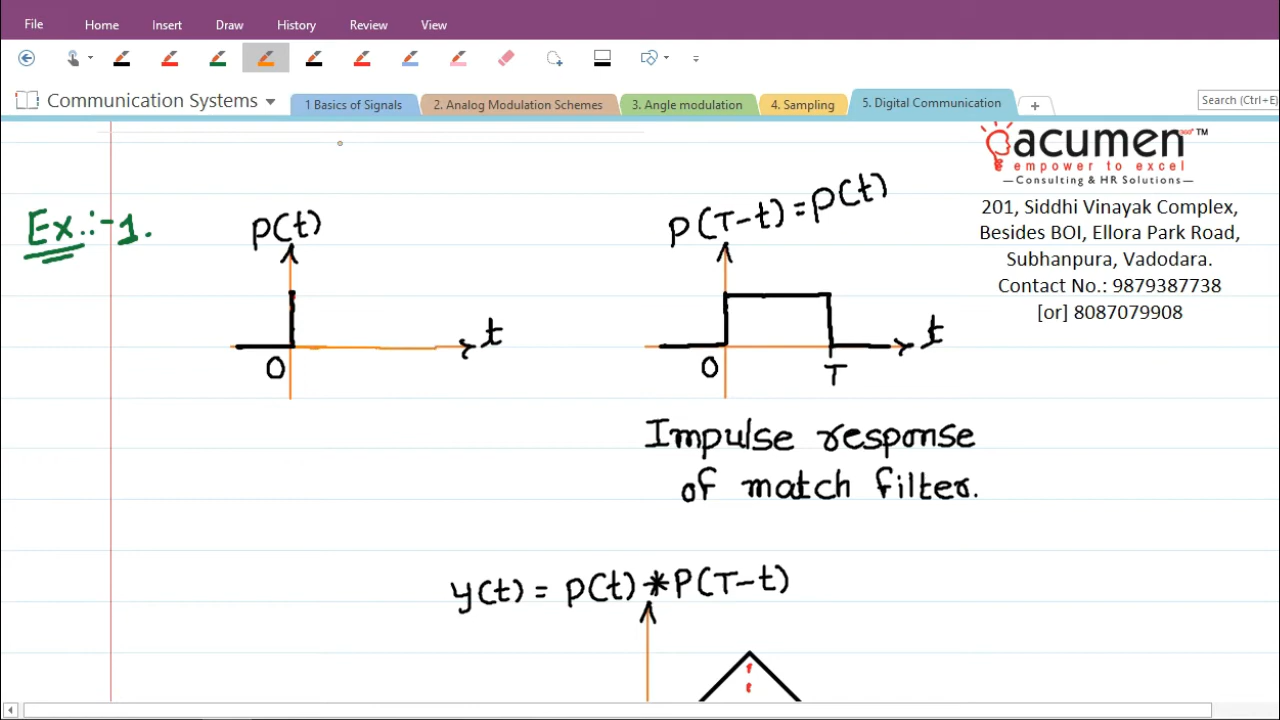 File Home Insert Draw History Review View
Communication Systems 1 Basics of Signals 2. Analog Modulation Schemes 3. Angle modulation 4. Sampling 5. Digital Communication + Search (Ctrl+E)
acumen 360° TM
empower to excel
Consulting & HR Solutions
201, Siddhi Vinayak Complex,
Besides BOI, Ellora Park Road,
Subhanpura, Vadodara.
Contact No.: 9879387738
[or] 8087079908
Ex.:-1.
P(t)
t
0
P(T-t)=P(t)
t
0 T
Impulse response
of match filter.
y(t) = P(t)*P(T-t)